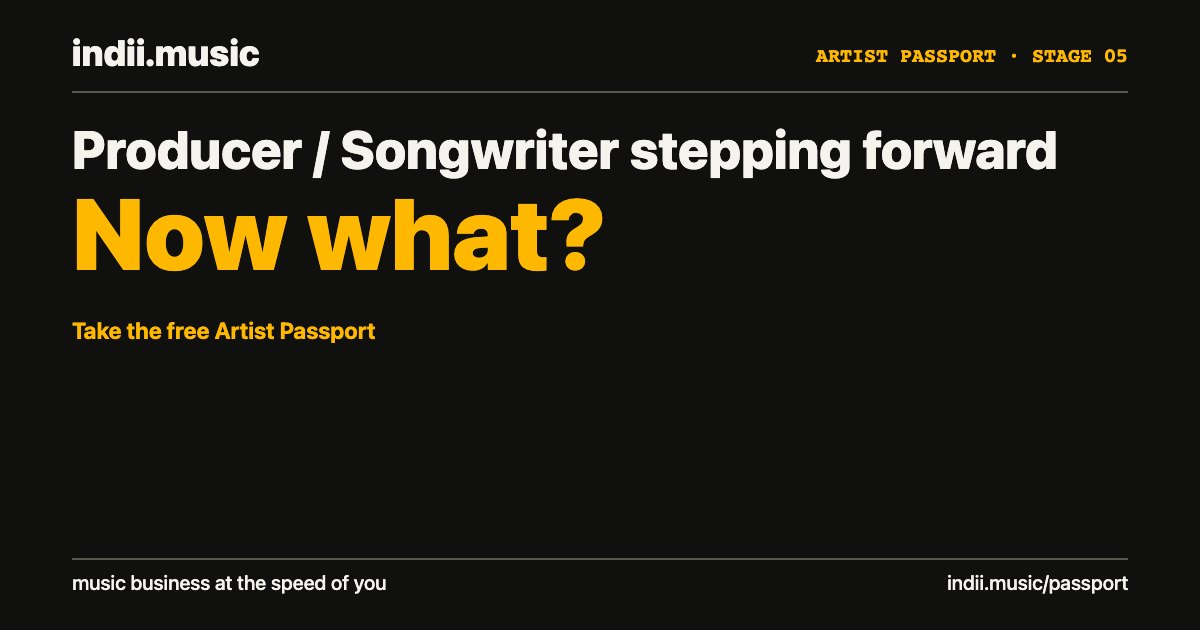 indii.music
ARTIST PASSPORT · STAGE 05
Producer / Songwriter stepping forward
Now what?
Take the free Artist Passport
music business at the speed of you
indii.music/passport